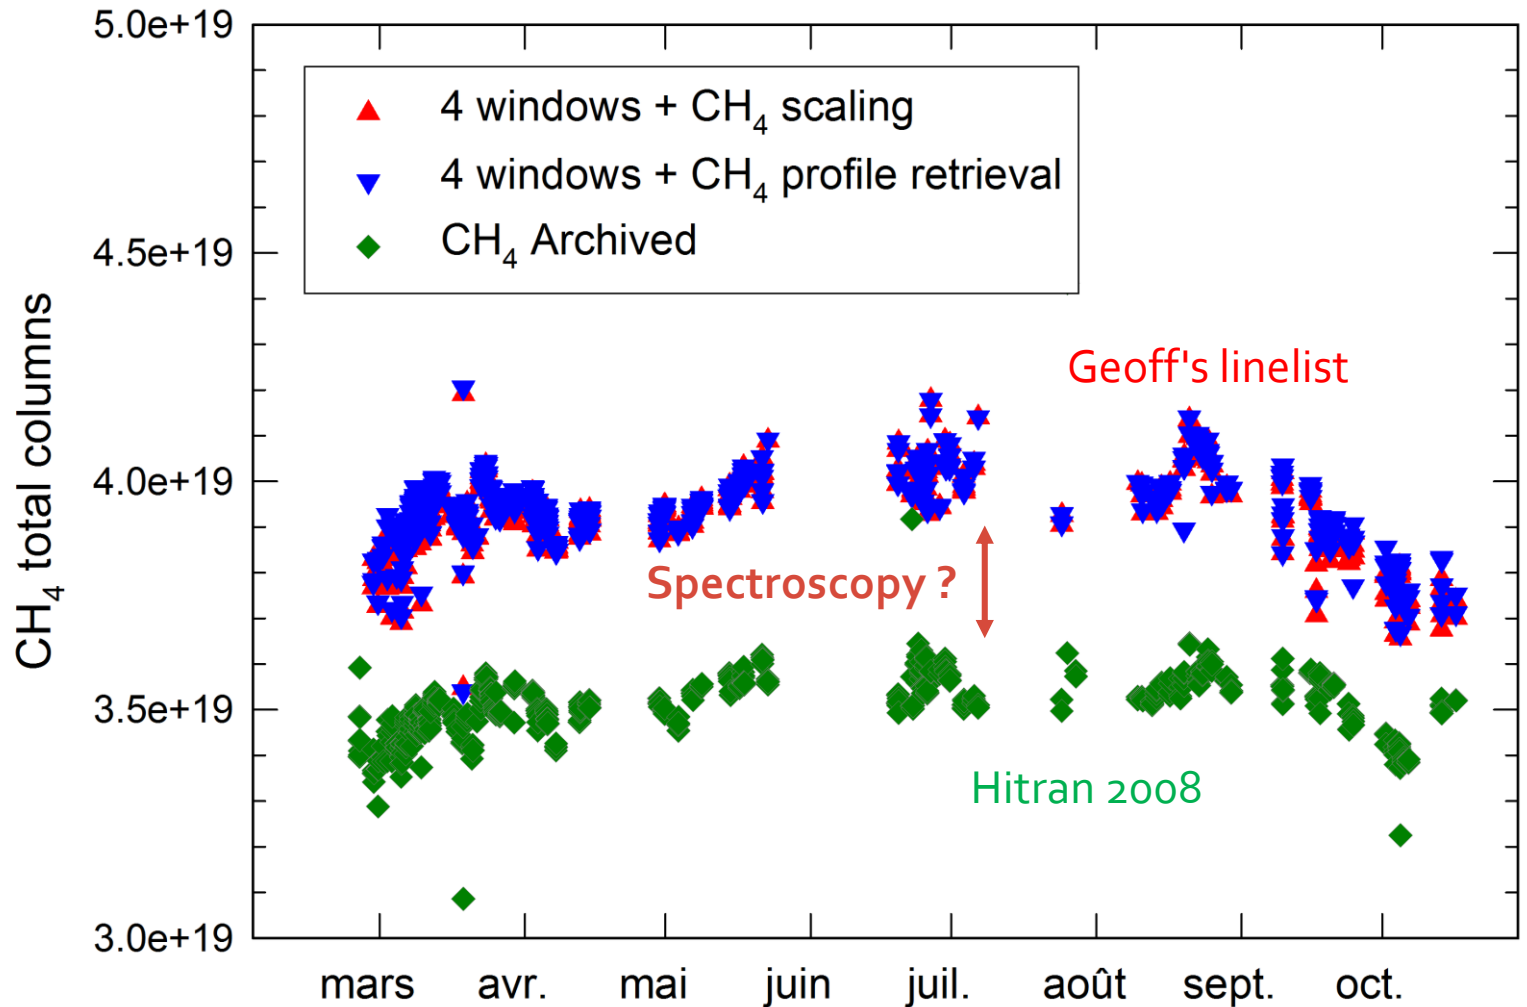 5.0e+19
4 windows + CH4 scaling
4 windows + CH4 profile retrieval
CH4 Archived
4.5e+19
CH4 total columns
Geoff's linelist
4.0e+19
Spectroscopy ?
3.5e+19
Hitran 2008
3.0e+19
mars avr. mai juin juil. août sept. oct.